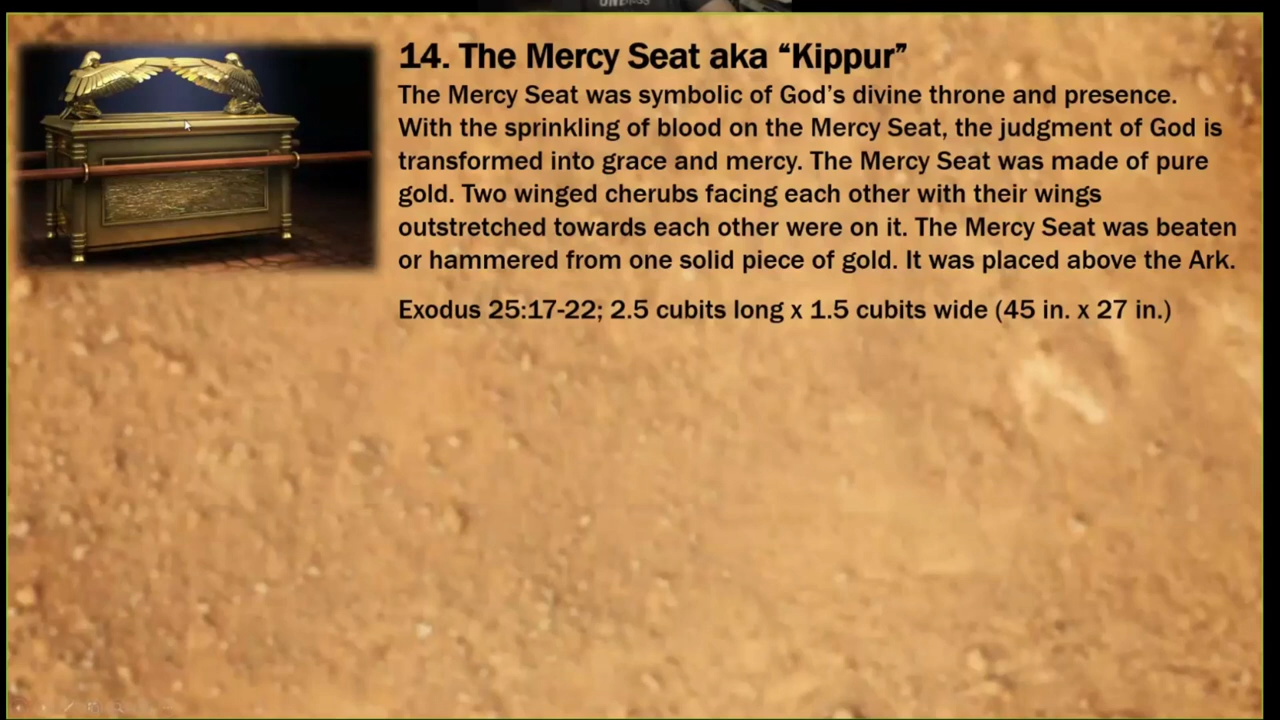 14. The Mercy Seat aka “Kippur”
The Mercy Seat was symbolic of God’s divine throne and presence.
With the sprinkling of blood on the Mercy Seat, the judgment of God is
transformed into grace and mercy. The Mercy Seat was made of pure
gold. Two winged cherubs facing each other with their wings
outstretched towards each other were on it. The Mercy Seat was beaten
or hammered from one solid piece of gold. It was placed above the Ark.
Exodus 25:17-22; 2.5 cubits long x 1.5 cubits wide (45 in. x 27 in.)